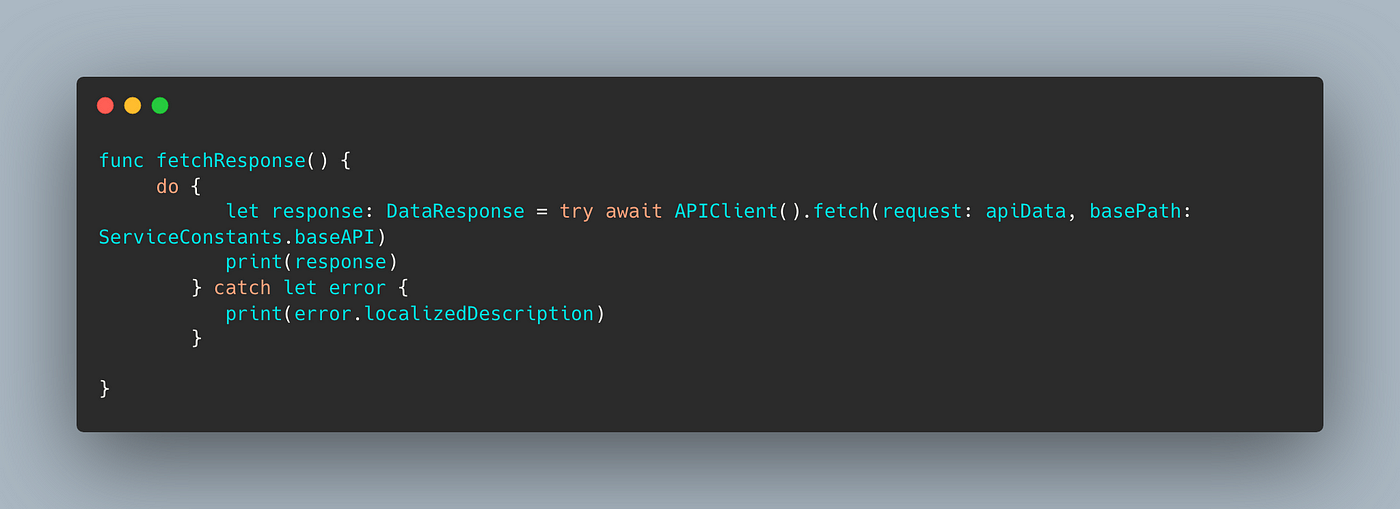 func fetchResponse() {
     do {
           let response: DataResponse = try await APIClient().fetch(request: apiData, basePath:
ServiceConstants.baseAPI)
           print(response)
        } catch let error {
           print(error.localizedDescription)
        }

}